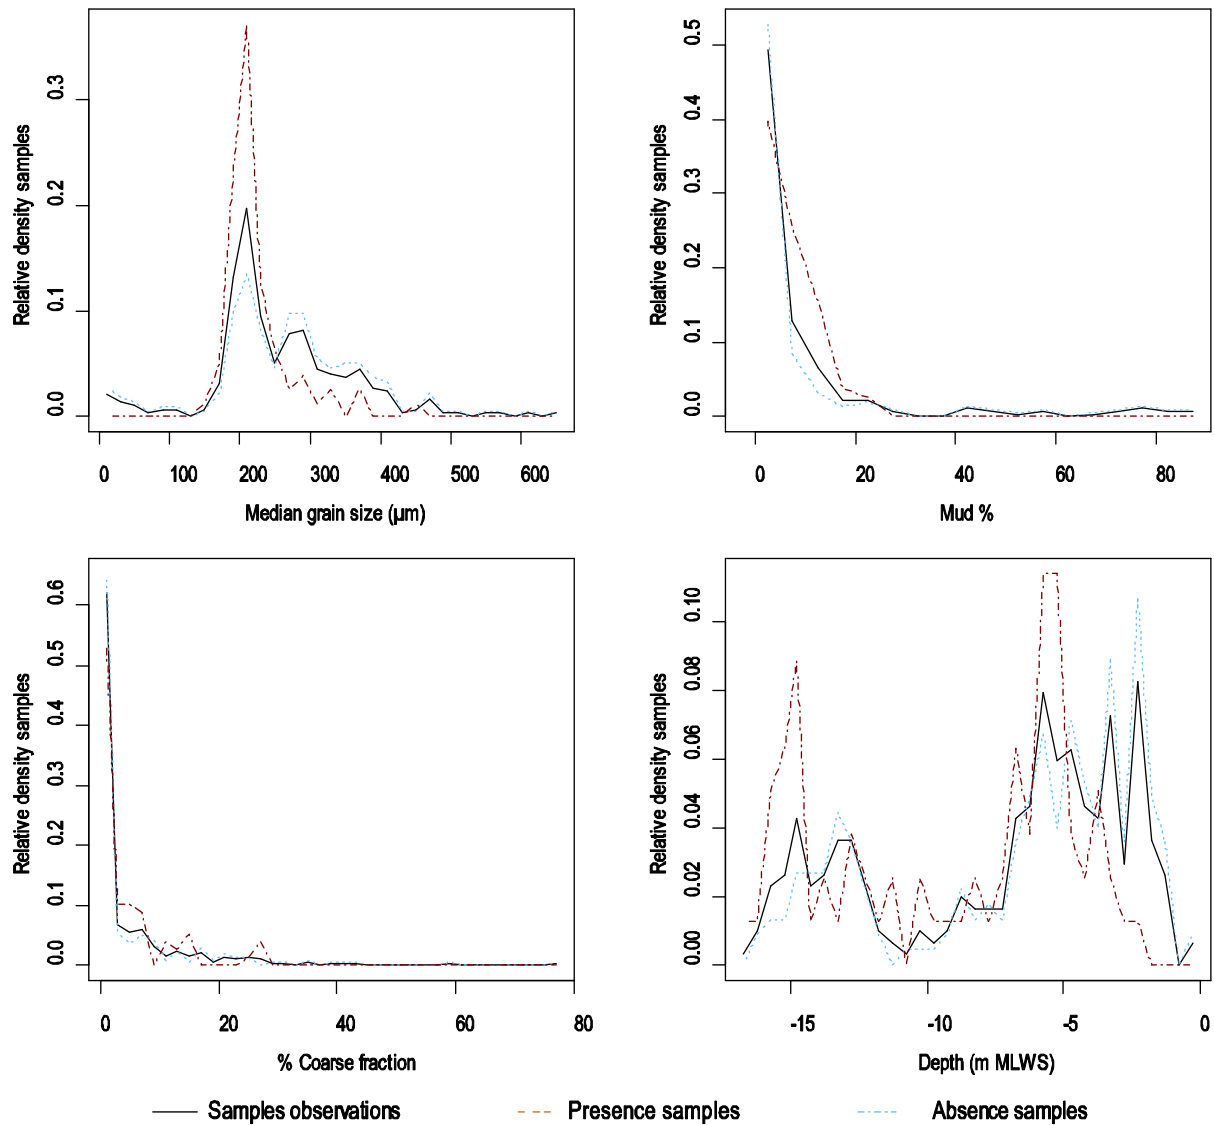 Relative density samples
0.0 0.1 0.2 0.3
0 100 200 300 400 500 600
Median grain size (µm)
Relative density samples
0.0 0.1 0.2 0.3 0.4 0.5
0 20 40 60 80
Mud %
Relative density samples
0.0 0.1 0.2 0.3 0.4 0.5 0.6
0 20 40 60 80
% Coarse fraction
Relative density samples
0.00 0.02 0.04 0.06 0.08 0.10
-15 -10 -5 0
Depth (m MLWS)
Samples observations Presence samples Absence samples